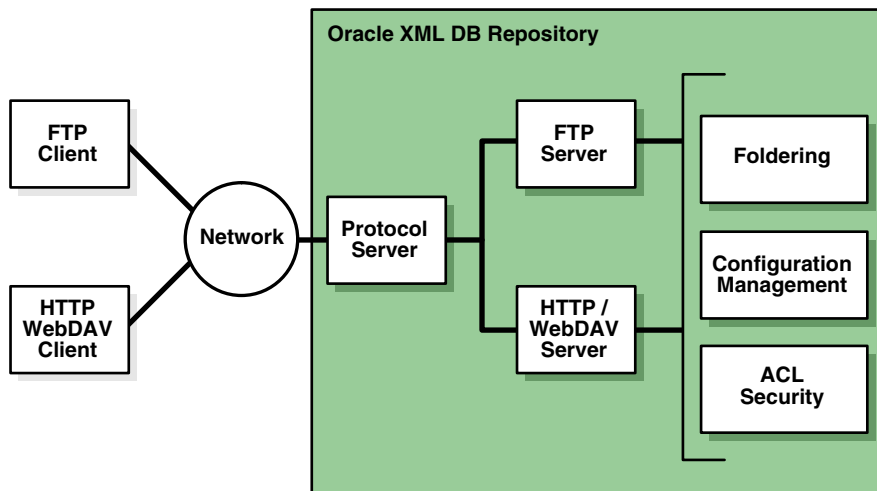 Oracle XML DB Repository
FTP
Client
HTTP
WebDAV
Client
Network
Protocol
Server
FTP
Server
HTTP /
WebDAV
Server
Foldering
Configuration
Management
ACL
Security